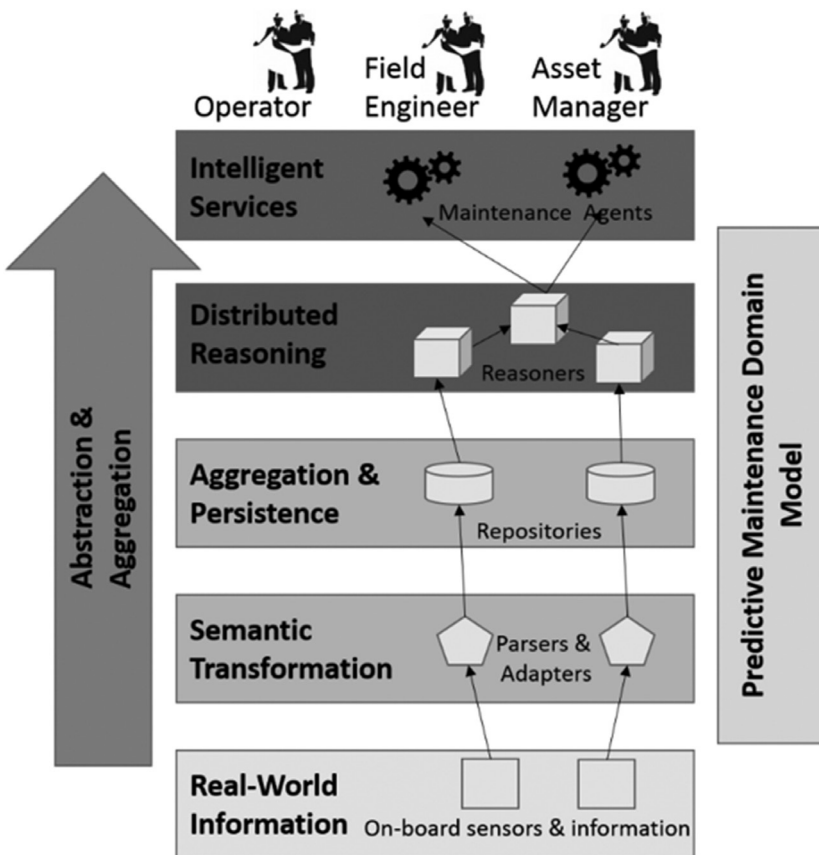 Operator
Field
Engineer
Asset
Manager
Intelligent
Services
Maintenance Agents
Distributed
Reasoning
Reasoners
Aggregation &
Persistence
Repositories
Semantic
Transformation
Parsers &
Adapters
Real-World
Information
On-board sensors & information
Abstraction &
Aggregation
Predictive Maintenance Domain
Model